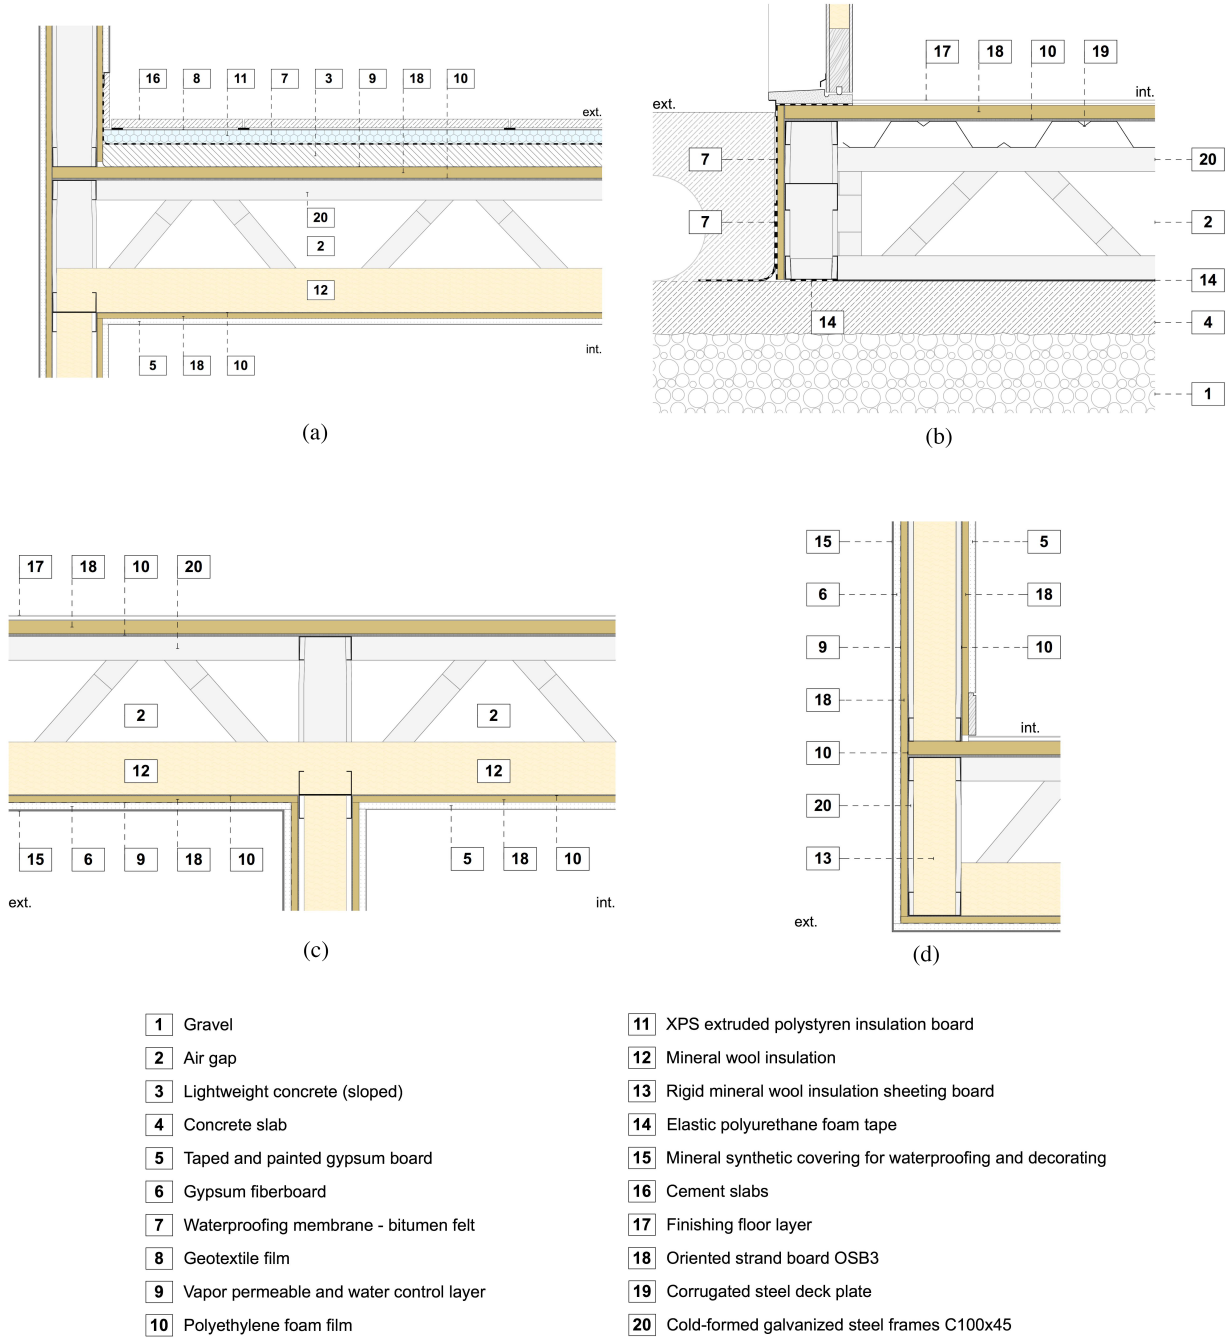 16 8 11 7 3 9 18 10
ext.
20
2
12
int.
5 18 10
(a)
17 18 10 19
int.
ext.
7 20
7 2
14
14 4
1
(b)
17 18 10 20
2 2
12 12
15 6 9 18 10 5 18 10
ext. int.
(c)
15 5
6 18
9 10
18
int.
10
20
13
ext.
(d)
1 Gravel
2 Air gap
3 Lightweight concrete (sloped)
4 Concrete slab
5 Taped and painted gypsum board
6 Gypsum fiberboard
7 Waterproofing membrane - bitumen felt
8 Geotextile film
9 Vapor permeable and water control layer
10 Polyethylene foam film
11 XPS extruded polystyren insulation board
12 Mineral wool insulation
13 Rigid mineral wool insulation sheeting board
14 Elastic polyurethane foam tape
15 Mineral synthetic covering for waterproofing and decorating
16 Cement slabs
17 Finishing floor layer
18 Oriented strand board OSB3
19 Corrugated steel deck plate
20 Cold-formed galvanized steel frames C100x45